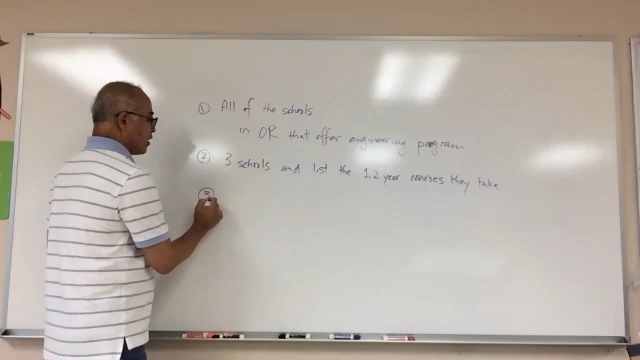 ① All of the schools
in OR that offer engineering program
② 3 schools and list the 1,2 year courses they take
③